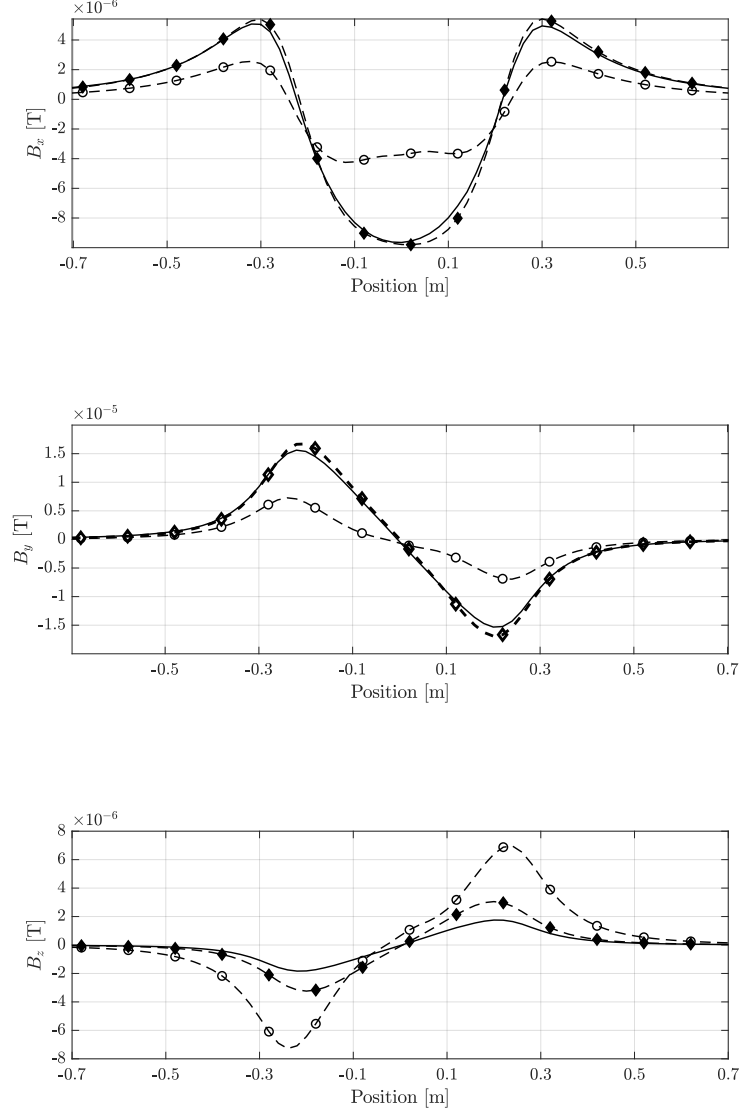 ×10⁻⁶
4
2
0
-2
-4
-6
-8
Bₓ [T]
-0.7 -0.5 -0.3 -0.1 0.1 0.3 0.5
Position [m]
×10⁻⁵
1.5
1
0.5
0
-0.5
-1
-1.5
B_y [T]
-0.5 -0.3 -0.1 0.1 0.3 0.5 0.7
Position [m]
×10⁻⁶
8
6
4
2
0
-2
-4
-6
-8
B_z [T]
-0.7 -0.5 -0.3 -0.1 0.1 0.3 0.5 0.7
Position [m]